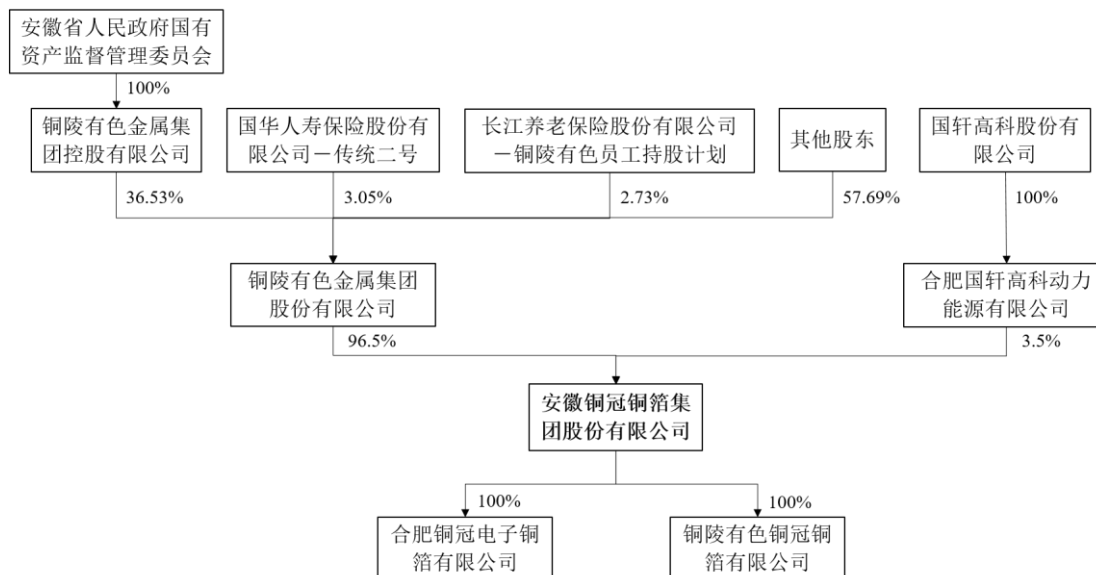 安徽省人民政府国有
资产监督管理委员会
100%
铜陵有色金属集
团控股有限公司
国华人寿保险股份有
限公司－传统二号
长江养老保险股份有限公司
－铜陵有色员工持股计划
其他股东
国轩高科股份有
限公司
36.53%
3.05%
2.73%
57.69%
100%
铜陵有色金属集团
股份有限公司
合肥国轩高科动力
能源有限公司
96.5%
3.5%
安徽铜冠铜箔集
团股份有限公司
100%
100%
合肥铜冠电子铜
箔有限公司
铜陵有色铜冠铜
箔有限公司